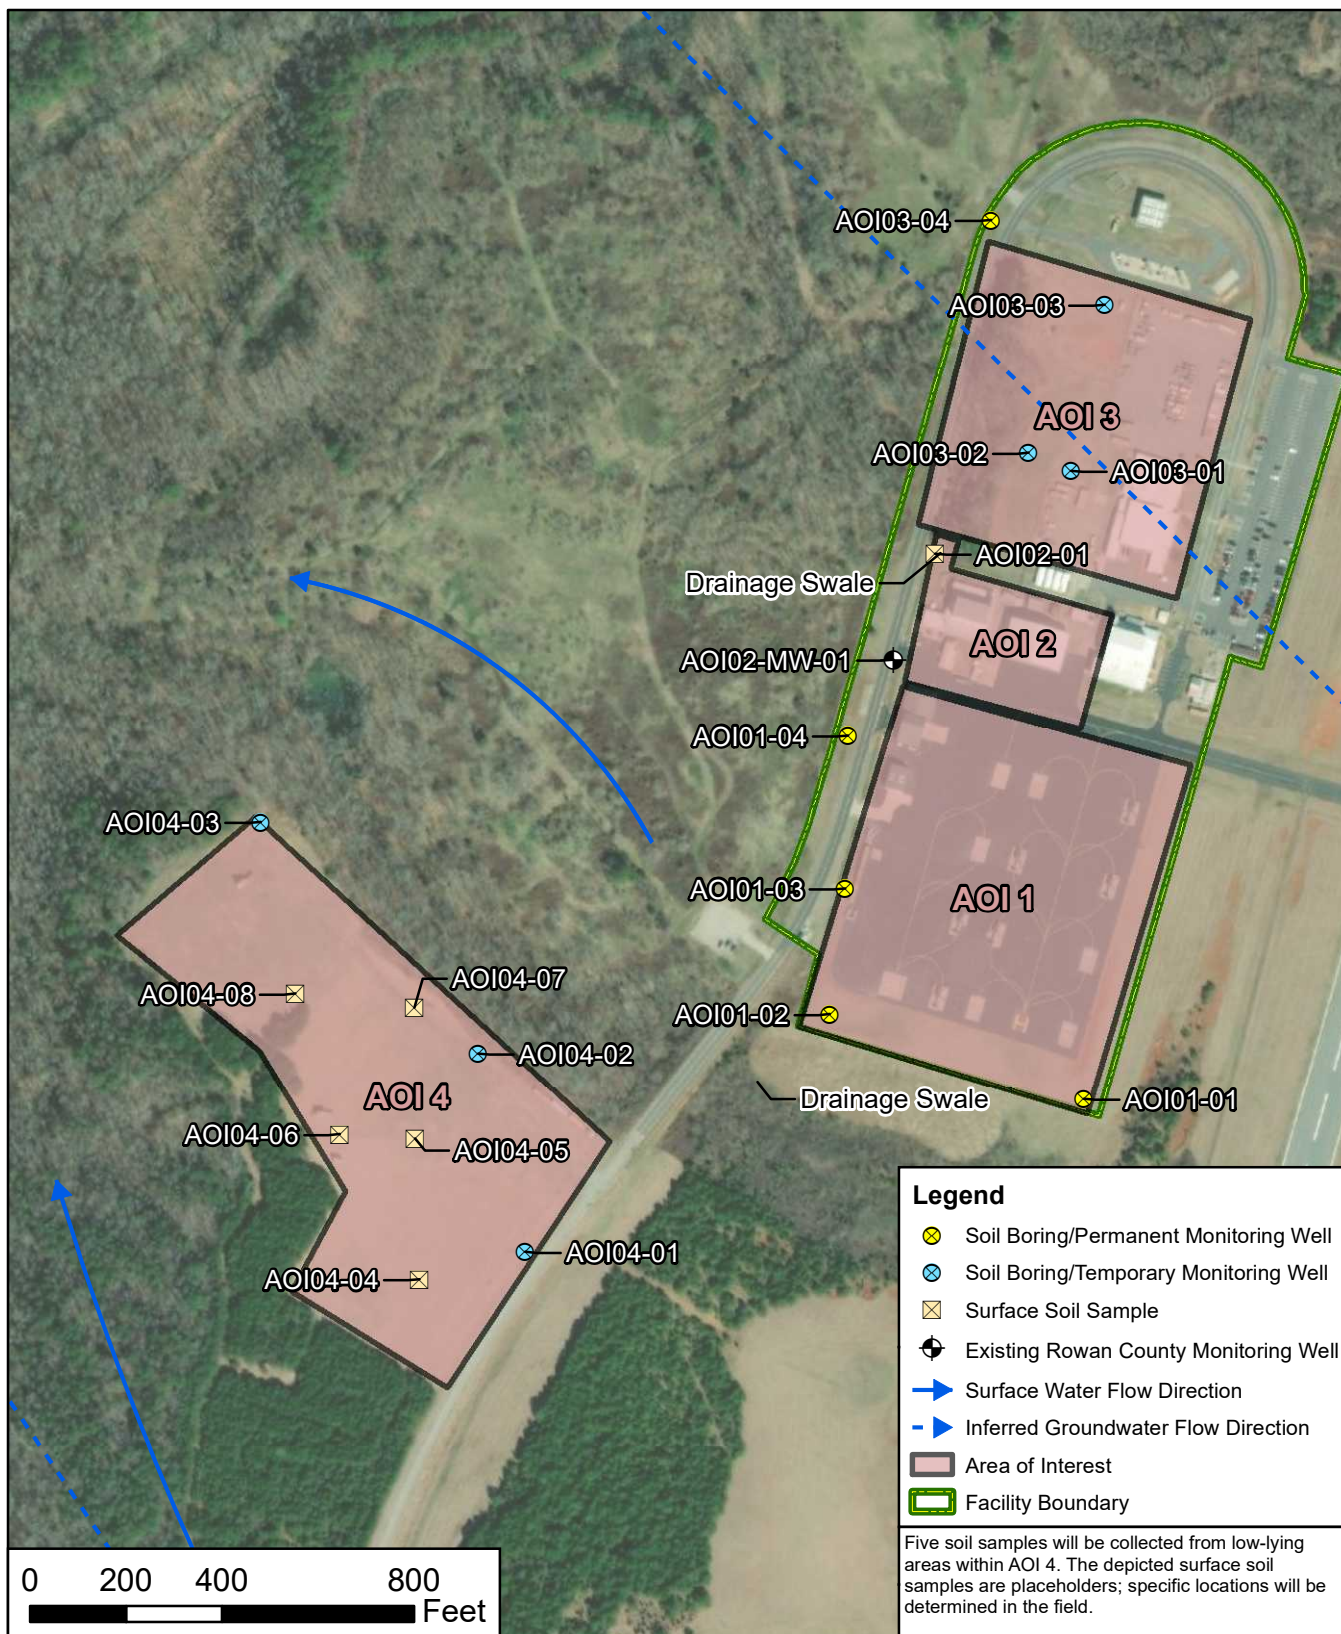 AOI03-04
AOI03-03
AOI 3
AOI03-02
AOI03-01
AOI02-01
Drainage Swale
AOI 2
AOI02-MW-01
AOI01-04
AOI04-03
AOI01-03
AOI 1
AOI04-07
AOI04-08
AOI01-02
AOI04-02
AOI 4
Drainage Swale
AOI01-01
AOI04-06
AOI04-05
AOI04-01
AOI04-04
Legend
Soil Boring/Permanent Monitoring Well
Soil Boring/Temporary Monitoring Well
Surface Soil Sample
Existing Rowan County Monitoring Well
Surface Water Flow Direction
Inferred Groundwater Flow Direction
Area of Interest
Facility Boundary
Five soil samples will be collected from low-lying
areas within AOI 4. The depicted surface soil
samples are placeholders; specific locations will be
determined in the field.
0 200 400 800
Feet